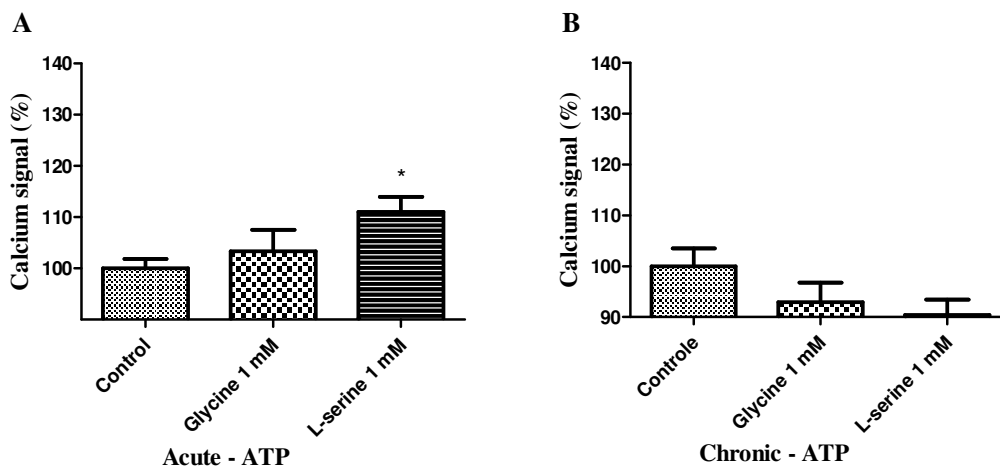 A
Calcium signal (%)
140
130
120
110
100
*
Control
Glycine 1 mM
L-serine 1 mM
Acute - ATP
B
Calcium signal (%)
140
130
120
110
100
90
Controle
Glycine 1 mM
L-serine 1 mM
Chronic - ATP